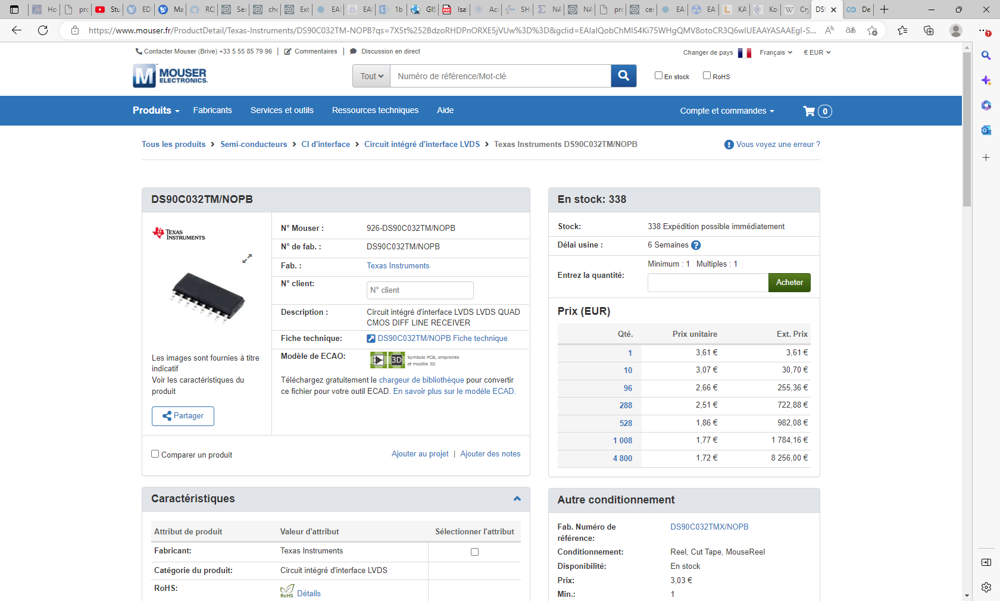 Ho
pro
Stu
ED
Ma
RQ
Sea
che
Ext
EAI
EAI
1b
GIS
Isal
Acc
SH
NA
NA
pro
cer
EAI
EA
KA
Ko
Cry
DS9
De
https://www.mouser.fr/ProductDetail/Texas-Instruments/DS90C032TM-NOPB?qs=7X5t%252BdzoRHDPnORXE5jVUw%3D%3D&gclid=EAIaIQobChMI54Ki75WHgQMV8otoCR3Q6wIUEAAYASAAEgI-S...
Contacter Mouser (Brive) +33 5 55 85 79 96 | Commentaires | Discussion en direct
Changer de pays Français € EUR
MOUSER
ELECTRONICS
Tout Numéro de référence/Mot-clé
En stock RoHS
Produits Fabricants Services et outils Ressources techniques Aide
Compte et commandes 0
Tous les produits > Semi-conducteurs > CI d'interface > Circuit intégré d'interface LVDS > Texas Instruments DS90C032TM/NOPB
Vous voyez une erreur ?
DS90C032TM/NOPB
TEXAS
INSTRUMENTS
Les images sont fournies à titre
indicatif
Voir les caractéristiques du
produit
Partager
N° Mouser : 926-DS90C032TM/NOPB
N° de fab. : DS90C032TM/NOPB
Fab. : Texas Instruments
N° client: N° client
Description : Circuit intégré d'interface LVDS LVDS QUAD
CMOS DIFF LINE RECEIVER
Fiche technique: DS90C032TM/NOPB Fiche technique
Modèle de ECAO: 3D Symbole PCB, empreinte
et modèle 3D
Téléchargez gratuitement le chargeur de bibliothèque pour convertir
ce fichier pour votre outil ECAD. En savoir plus sur le modèle ECAD.
Comparer un produit
Ajouter au projet | Ajouter des notes
En stock: 338
Stock: 338 Expédition possible immédiatement
Délai usine : 6 Semaines
Minimum : 1 Multiples : 1
Entrez la quantité: Acheter
Prix (EUR)
Qté. Prix unitaire Ext. Prix
1 3,61 € 3,61 €
10 3,07 € 30,70 €
96 2,66 € 255,36 €
288 2,51 € 722,88 €
528 1,86 € 982,08 €
1 008 1,77 € 1 784,16 €
4 800 1,72 € 8 256,00 €
Caractéristiques
Attribut de produit Valeur d'attribut Sélectionner l'attribut
Fabricant: Texas Instruments
Catégorie du produit: Circuit intégré d'interface LVDS
RoHS: RoHS Détails
Autre conditionnement
Fab. Numéro de
référence: DS90C032TMX/NOPB
Conditionnement: Reel, Cut Tape, MouseReel
Disponibilité: En stock
Prix: 3,03 €
Min.: 1